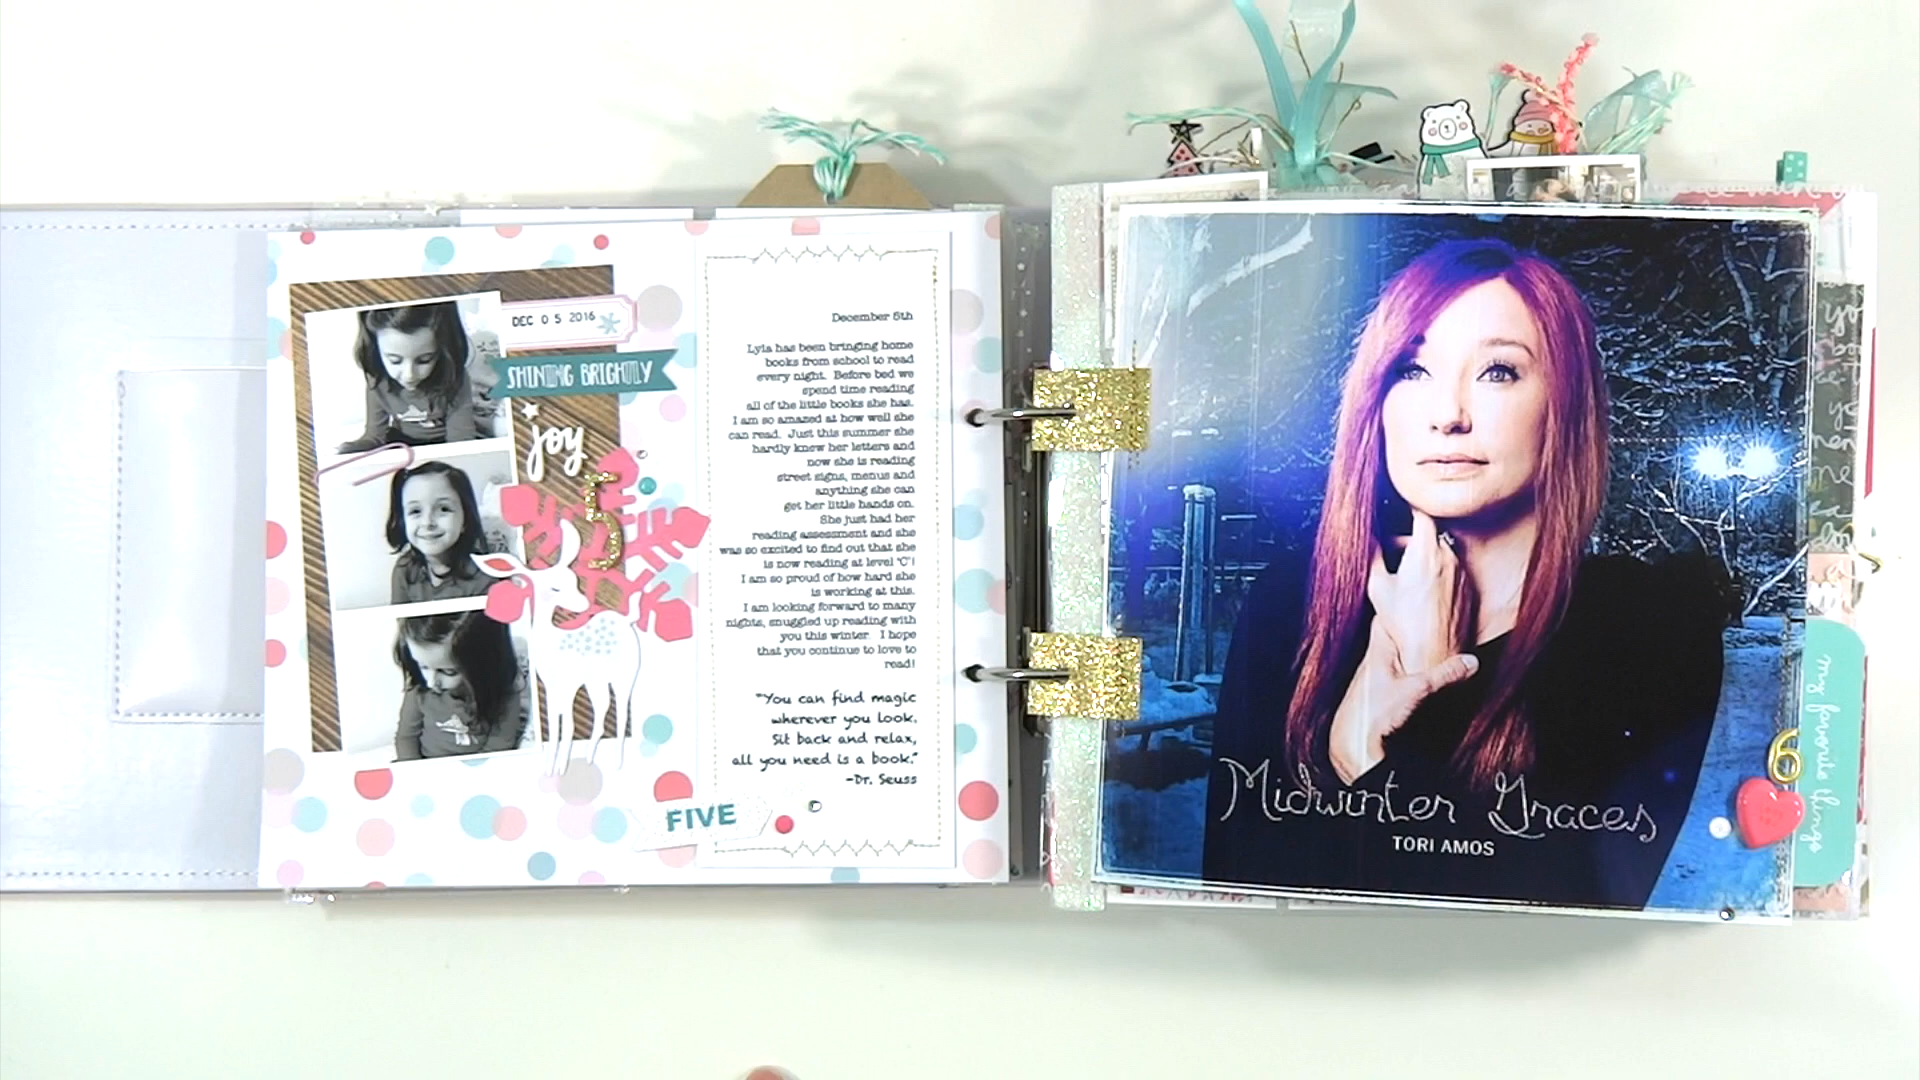 DEC 05 2016
SHINING BRIGHTLY
joy
5
FIVE
December 5th
Lyla has been bringing home
books from school to read
every night. Before bed we
spend time reading
all of the little books she has.
I am so amazed at how well she
can read. Just this summer she
hardly knew her letters and
now she is reading
street signs, menus and
anything she can
get her little hands on.
She just had her
reading assessment and she
was so excited to find out that she
is now reading at level "C"!
I am so proud of how hard she
is working at this.
I am looking forward to many
nights, snuggled up reading with
you this winter. I hope
that you continue to love to
read!
"You can find magic
wherever you look.
Sit back and relax,
all you need is a book."
-Dr. Seuss
Midwinter Graces
TORI AMOS
6
my favorite things